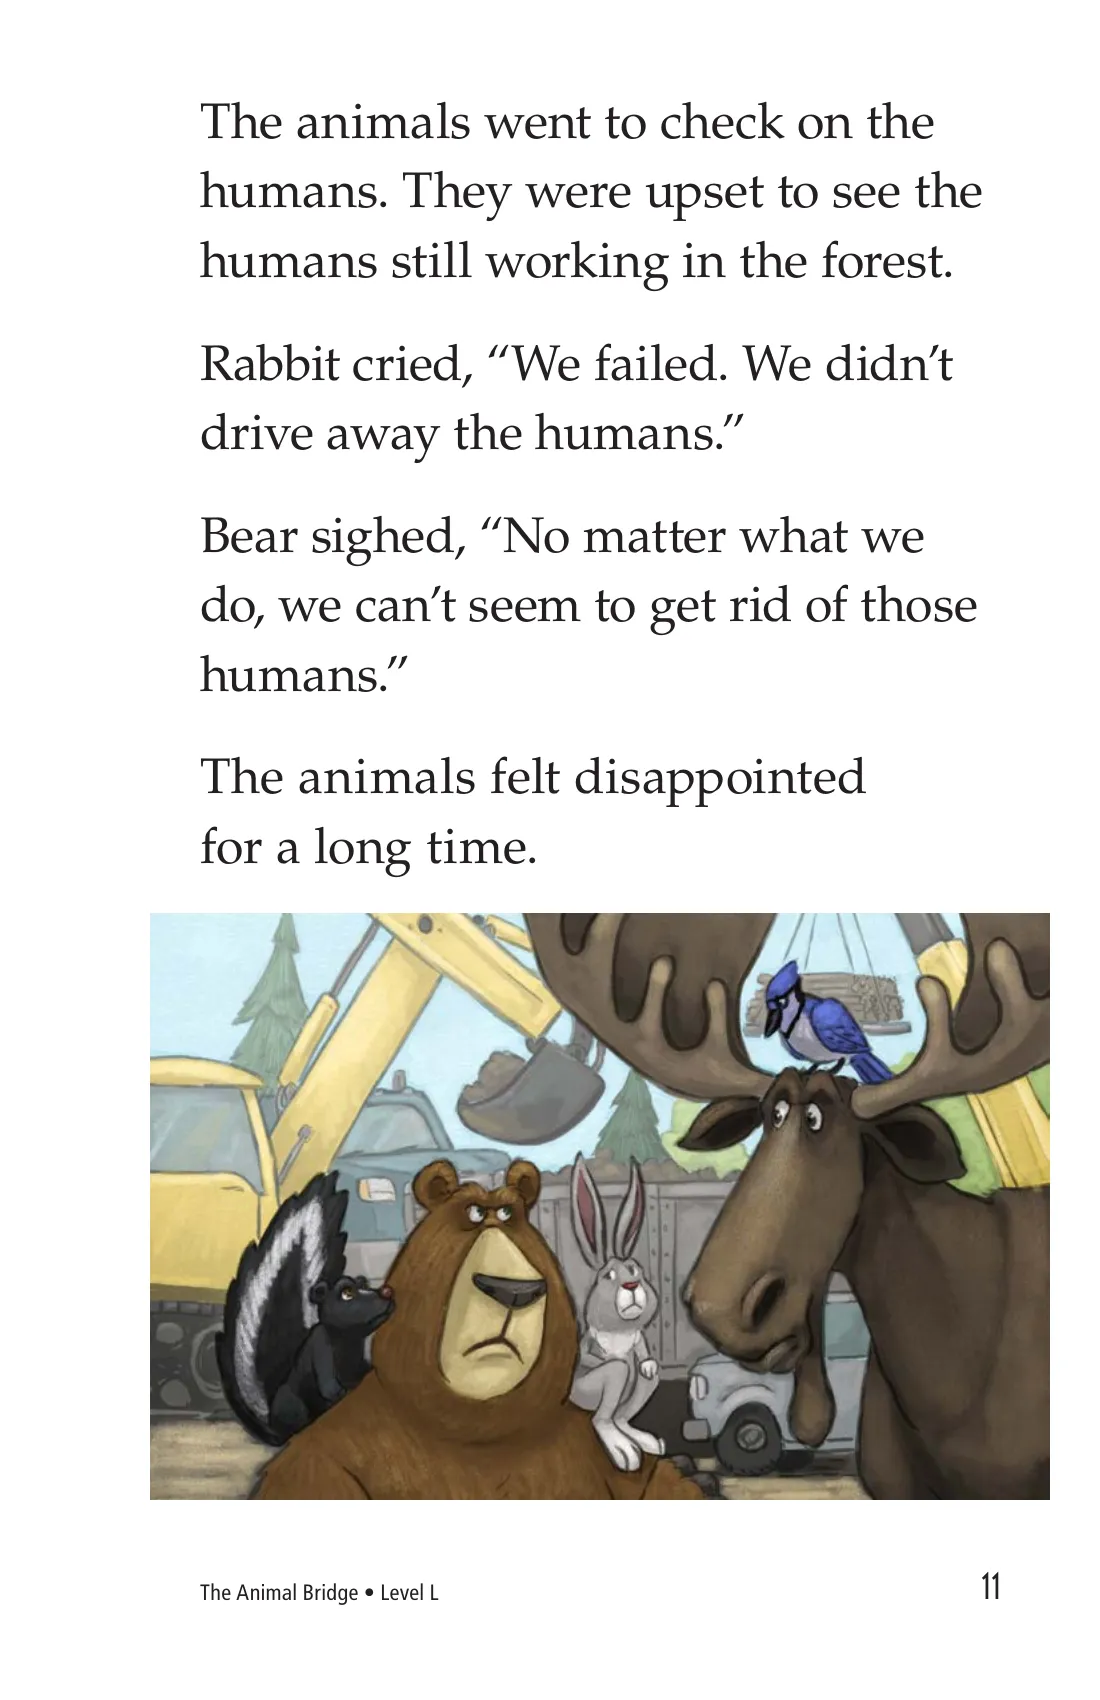 The animals went to check on the
humans. They were upset to see the
humans still working in the forest.
Rabbit cried, “We failed. We didn’t
drive away the humans.”
Bear sighed, “No matter what we
do, we can’t seem to get rid of those
humans.”
The animals felt disappointed
for a long time.
The Animal Bridge • Level L
11